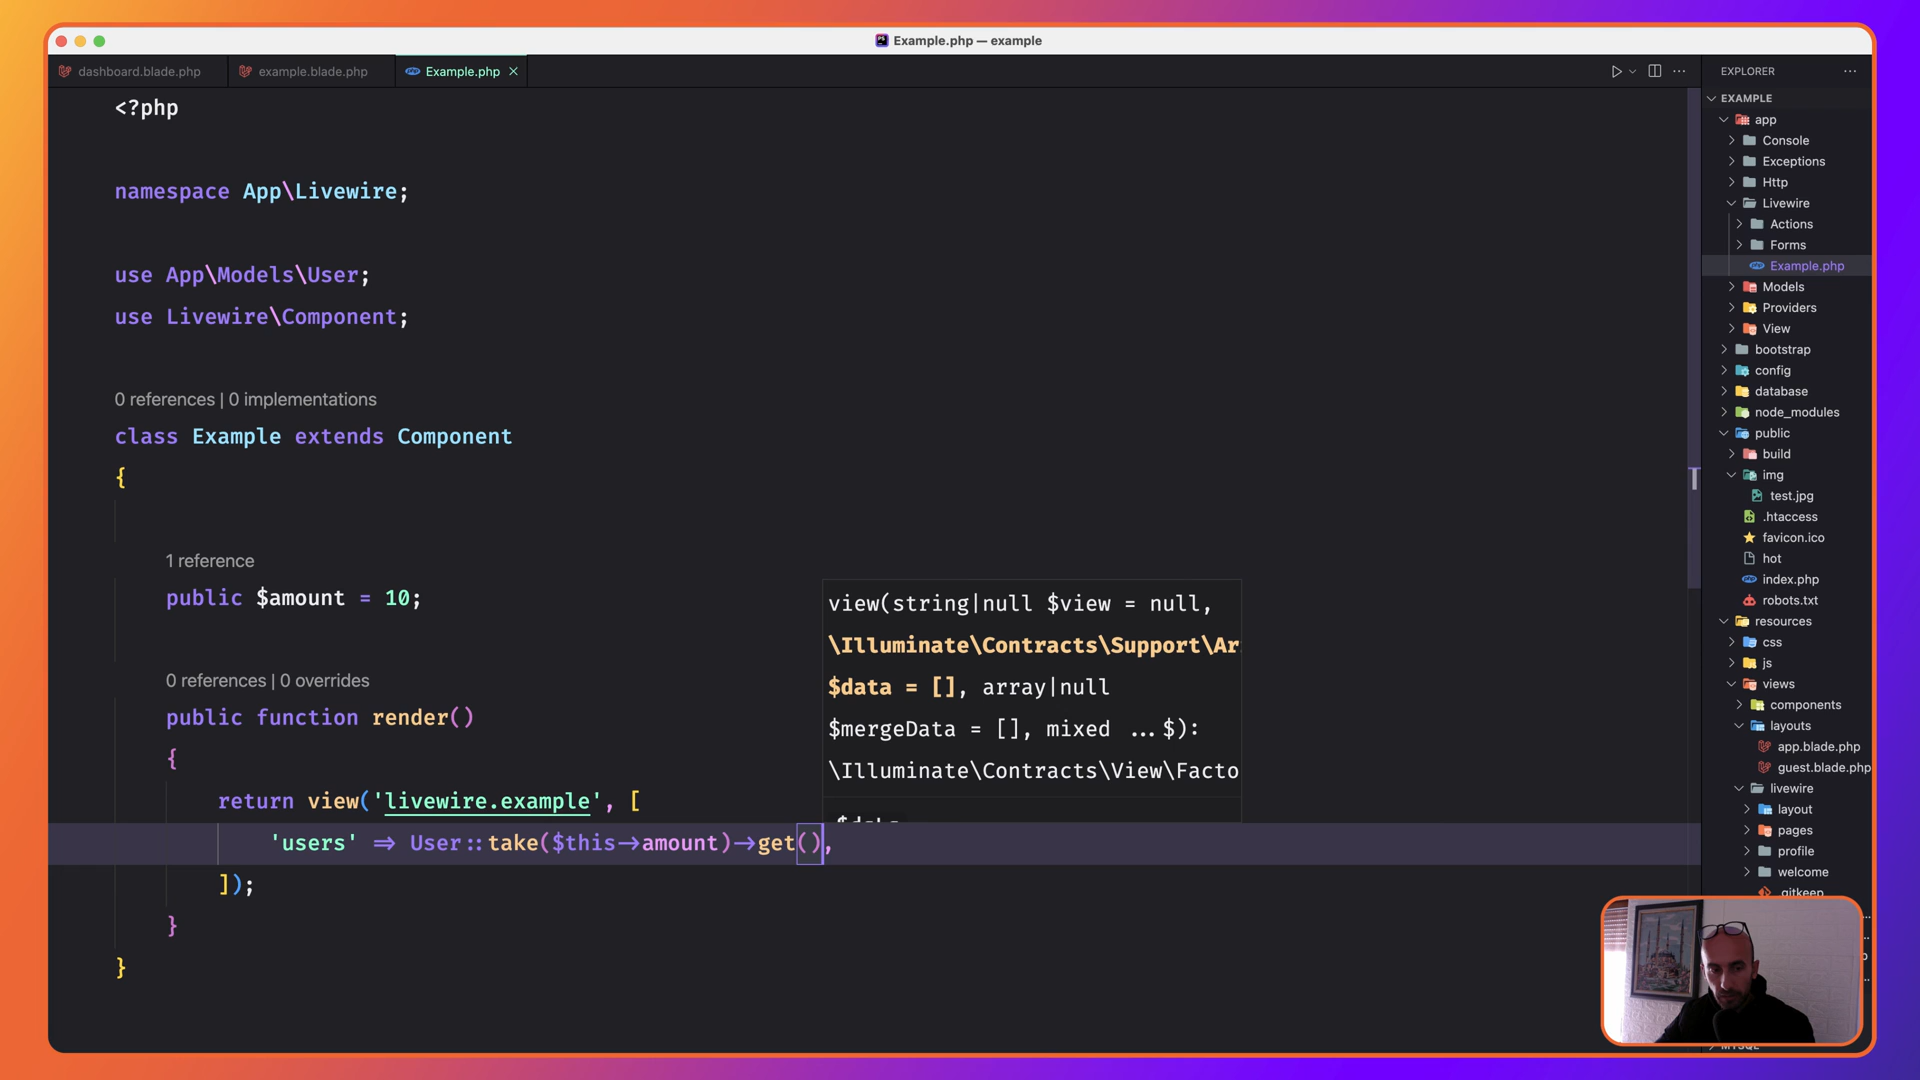 Example.php — example
dashboard.blade.php
example.blade.php
Example.php
<?php
namespace App\Livewire;
use App\Models\User;
use Livewire\Component;
0 references | 0 implementations
class Example extends Component
{
1 reference
public $amount = 10;
0 references | 0 overrides
public function render()
{
return view('livewire.example', [
'users' => User::take($this->amount)->get(),
]);
}
}
view(string|null $view = null,
\Illuminate\Contracts\Support\Ar
$data = [], array|null
$mergeData = [], mixed ...$):
\Illuminate\Contracts\View\Facto
$data
EXPLORER
EXAMPLE
app
Console
Exceptions
Http
Livewire
Actions
Forms
Example.php
Models
Providers
View
bootstrap
config
database
node_modules
public
build
img
test.jpg
.htaccess
favicon.ico
hot
index.php
robots.txt
resources
css
js
views
components
layouts
app.blade.php
guest.blade.php
livewire
layout
pages
profile
welcome
.gitkeep
MYSQL